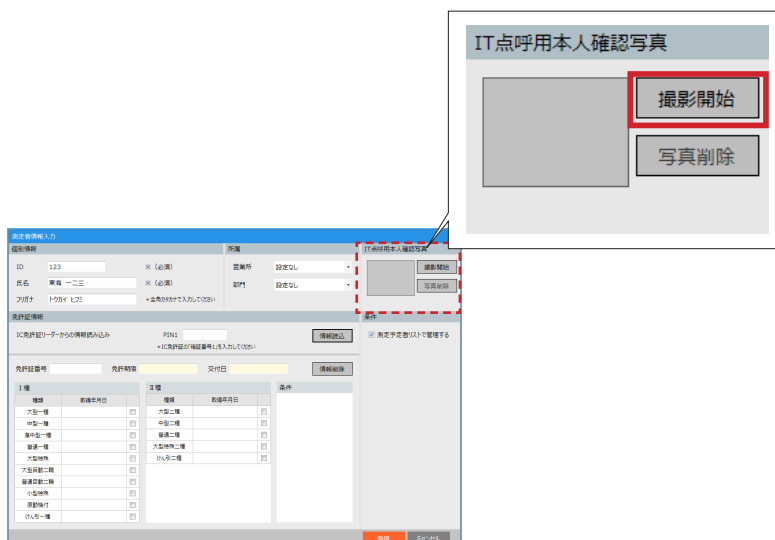 IT点呼用本人確認写真
撮影開始
写真削除
測定者情報入力
個別情報
所属
IT点呼用本人確認写真
ID
123
※（必須）
営業所
設定なし
撮影開始
氏名
東海 一二三
※（必須）
部門
設定なし
写真削除
フリガナ
トウカイ ヒフミ
*全角カタカナで入力してください
免許証情報
条件
IC免許証リーダーからの情報読み込み
PIN1
情報読込
測定予定者リストで管理する
*IC免許証の「暗証番号1」を入力してください
免許証番号
免許期限
交付日
情報削除
I 種
II 種
条件
種類
取得年月日
種類
取得年月日
大型一種
大型二種
中型一種
中型二種
準中型一種
普通二種
普通一種
大型特殊二種
大型特殊
けん引二種
大型自動二輪
普通自動二輪
小型特殊
原動機付
けん引一種
登録
キャンセル